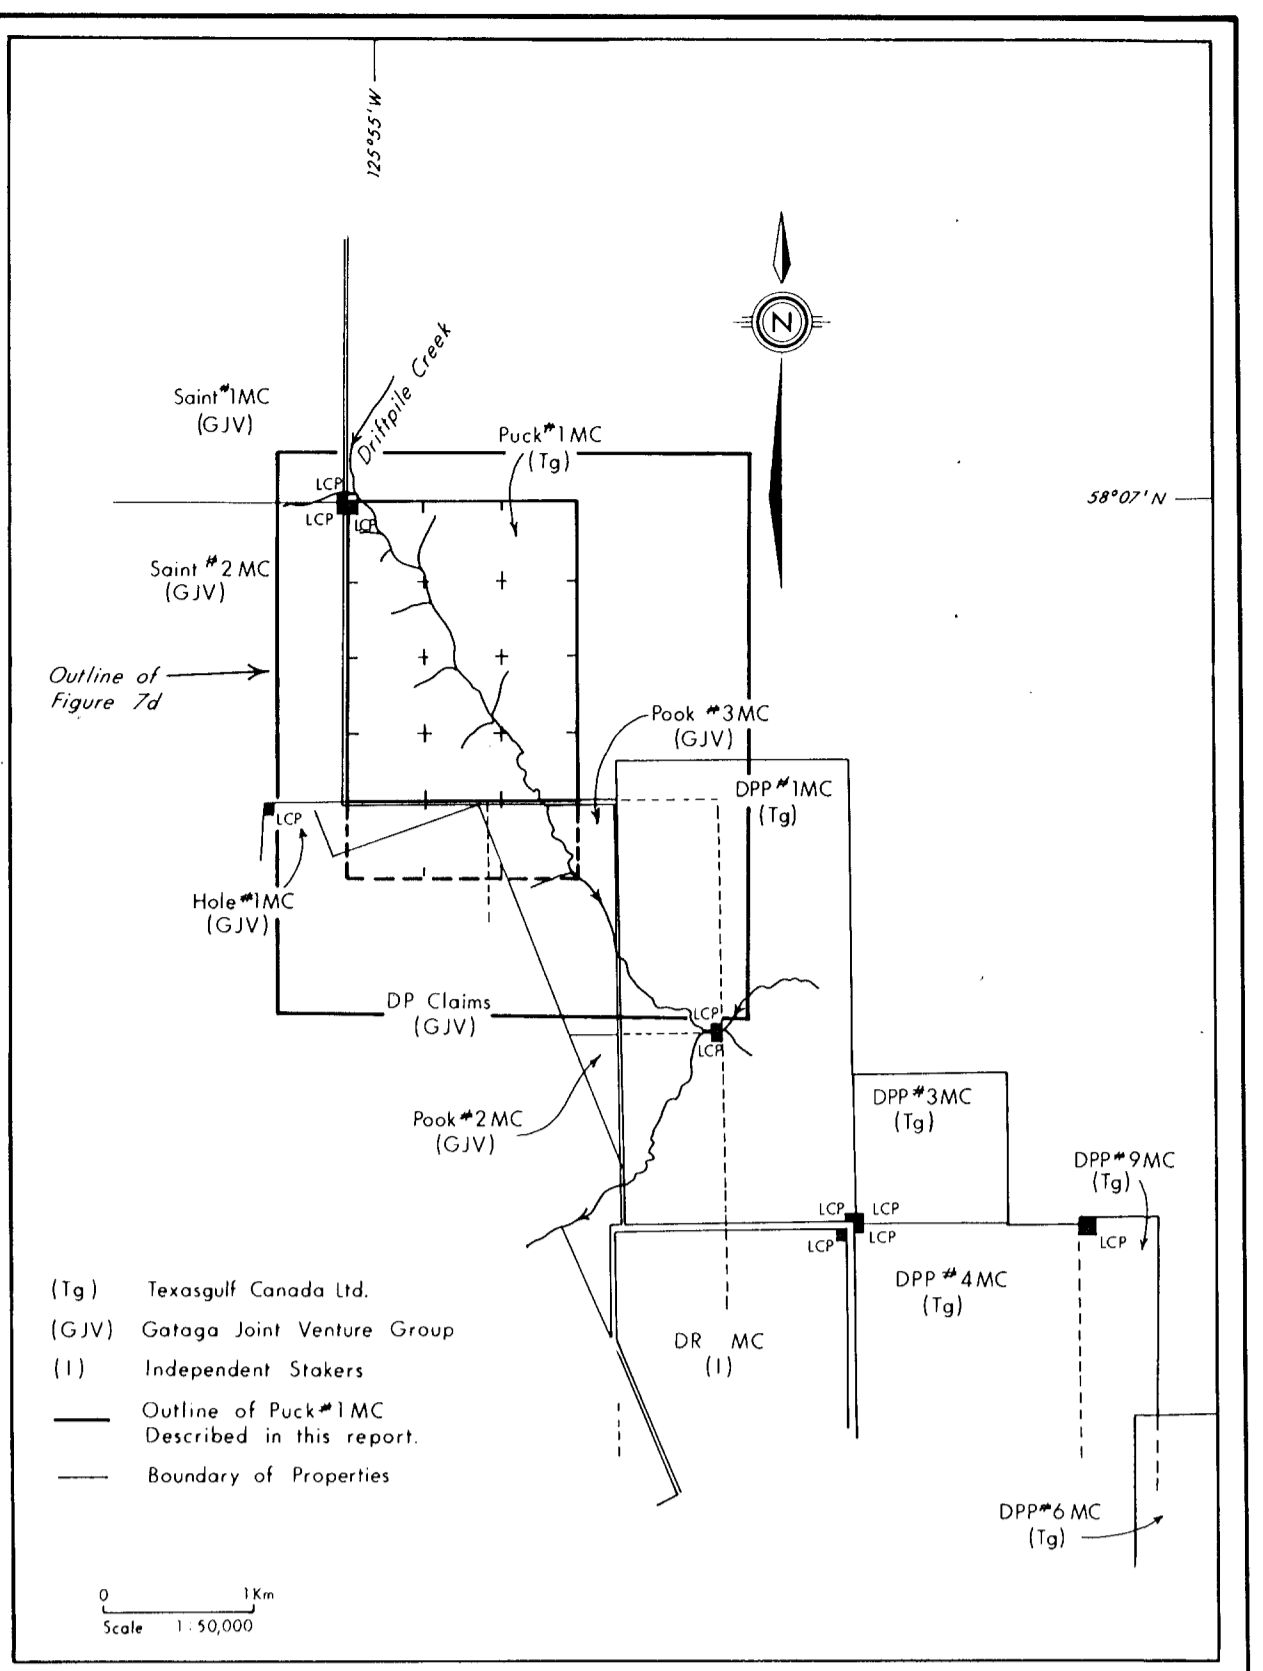 125°55'W
N
Driftpile Creek
Saint #1MC
(GJV)
Puck #1MC
(Tg)
58°07'N
LCP
LCP
LCP
Saint #2MC
(GJV)
Outline of
Figure 7d
Pook #3MC
(GJV)
DPP #1MC
(Tg)
LCP
Hole #1MC
(GJV)
DP Claims
(GJV)
LCP
LCP
Pook #2MC
(GJV)
DPP #3MC
(Tg)
DPP #9MC
(Tg)
LCP
LCP
LCP
LCP
LCP
DPP #4MC
(Tg)
DR MC
(I)
(Tg) Texasgulf Canada Ltd.
(GJV) Gataga Joint Venture Group
(I) Independent Stakers
Outline of Puck #1MC
Described in this report.
Boundary of Properties
DPP #6MC
(Tg)
0 1Km
Scale 1:50,000